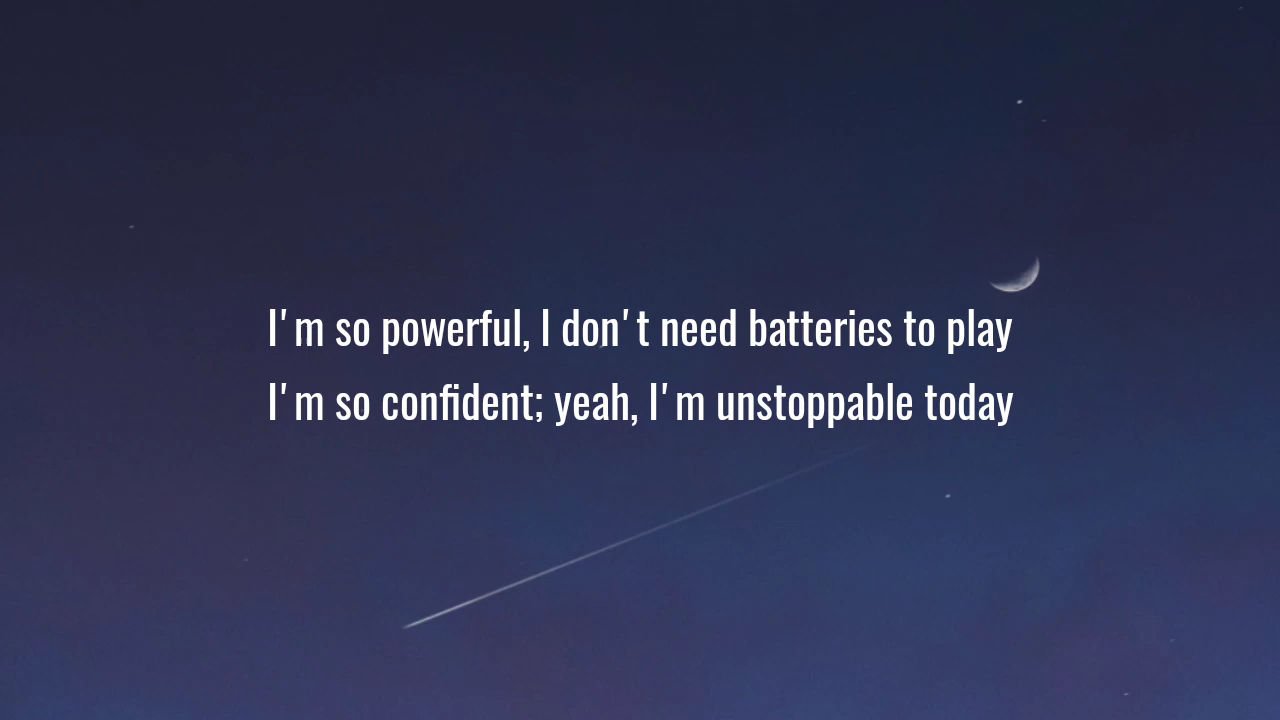 I'm so powerful, I don't need batteries to play
I'm so confident; yeah, I'm unstoppable today